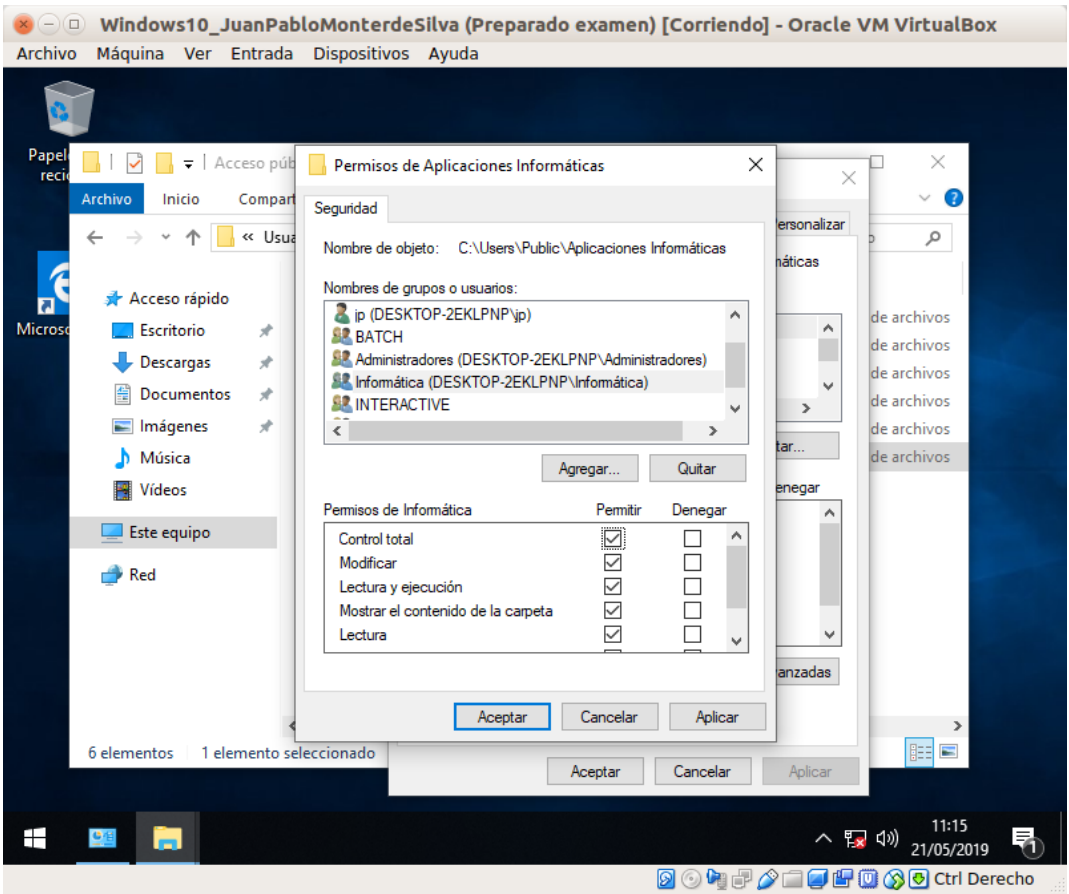 Windows10_JuanPabloMonterdeSilva (Preparado examen) [Corriendo] - Oracle VM VirtualBox
Archivo Máquina Ver Entrada Dispositivos Ayuda
Acceso púb
Archivo Inicio Compart
« Usua
Acceso rápido
Escritorio
Descargas
Documentos
Imágenes
Música
Vídeos
Este equipo
Red
Permisos de Aplicaciones Informáticas
Seguridad
Nombre de objeto: C:\Users\Public\Aplicaciones Informáticas
Nombres de grupos o usuarios:
jp (DESKTOP-2EKLPNP\jp)
BATCH
Administradores (DESKTOP-2EKLPNP\Administradores)
Informática (DESKTOP-2EKLPNP\Informática)
INTERACTIVE
Agregar... Quitar
Permisos de Informática Permitir Denegar
Control total
Modificar
Lectura y ejecución
Mostrar el contenido de la carpeta
Lectura
Aceptar Cancelar Aplicar
ersonalizar
máticas
tar...
enegar
anzadas
Aceptar Cancelar Aplicar
de archivos
de archivos
de archivos
de archivos
de archivos
de archivos
6 elementos 1 elemento seleccionado
Papel
reci
Microso
11:15
21/05/2019
1
Ctrl Derecho